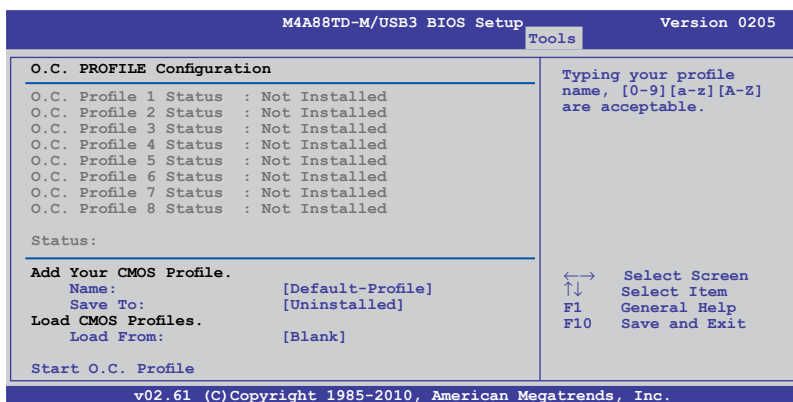 M4A88TD-M/USB3 BIOS Setup Version 0205
Tools
O.C. PROFILE Configuration
O.C. Profile 1 Status : Not Installed
O.C. Profile 2 Status : Not Installed
O.C. Profile 3 Status : Not Installed
O.C. Profile 4 Status : Not Installed
O.C. Profile 5 Status : Not Installed
O.C. Profile 6 Status : Not Installed
O.C. Profile 7 Status : Not Installed
O.C. Profile 8 Status : Not Installed
Status:
Add Your CMOS Profile.
Name: [Default-Profile]
Save To: [Uninstalled]
Load CMOS Profiles.
Load From: [Blank]
Start O.C. Profile
Typing your profile
name, [0-9][a-z][A-Z]
are acceptable.
←→ Select Screen
↑↓ Select Item
F1 General Help
F10 Save and Exit
v02.61 (C)Copyright 1985-2010, American Megatrends, Inc.